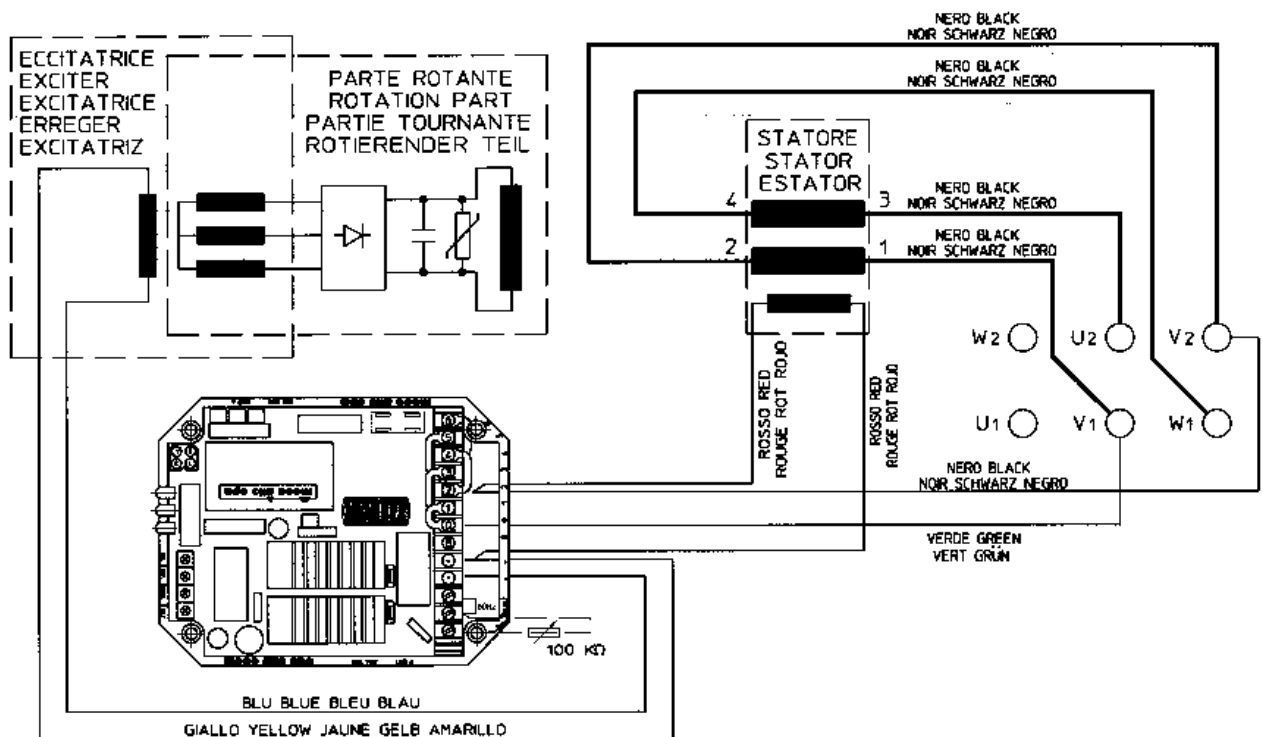 ECCITATRICE
EXCITER
EXCITATRICE
ERREGER
EXCITATRIZ
PARTE ROTANTE
ROTATION PART
PARTIE TOURNANTE
ROTIERENDER TEIL
NERO BLACK
NOIR SCHWARZ NEGRO
NERO BLACK
NOIR SCHWARZ NEGRO
STATORE
STATOR
ESTATOR
4
3
NERO BLACK
NOIR SCHWARZ NEGRO
2
1
NERO BLACK
NOIR SCHWARZ NEGRO
W2
U2
V2
ROSSO RED
ROUGE ROT ROJO
ROSSO RED
ROUGE ROT ROJO
U1
V1
W1
NERO BLACK
NOIR SCHWARZ NEGRO
VERDE GREEN
VERT GRÜN
60HZ
100 KΩ
BLU BLUE BLEU BLAU
GIALLO YELLOW JAUNE GELB AMARILLO